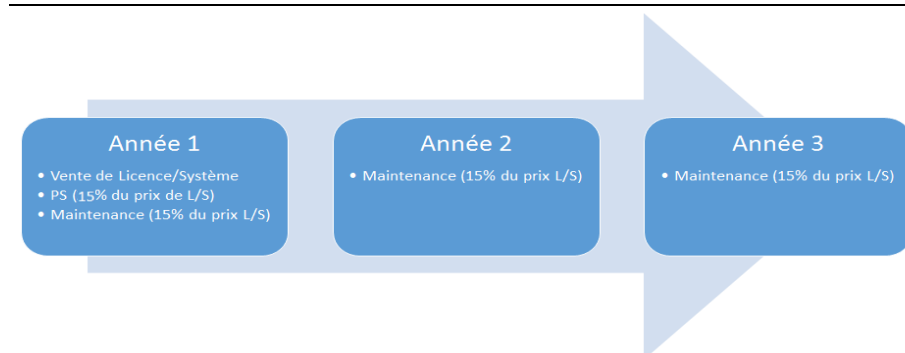 Année 1
• Vente de Licence/Système
• PS (15% du prix de L/S)
• Maintenance (15% du prix L/S)
Année 2
• Maintenance (15% du prix L/S)
Année 3
• Maintenance (15% du prix L/S)